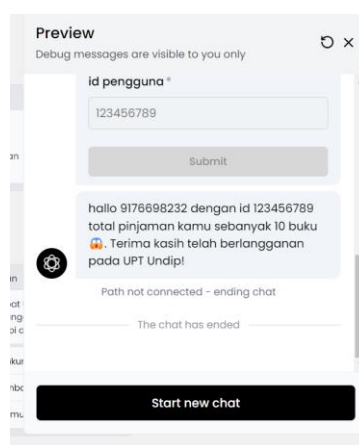 Preview
Debug messages are visible to you only
id pengguna *
123456789
Submit
hallo 9176698232 dengan id 123456789
total pinjaman kamu sebanyak 10 buku
😱. Terima kasih telah berlangganan
pada UPT Undip!
Path not connected - ending chat
The chat has ended
Start new chat